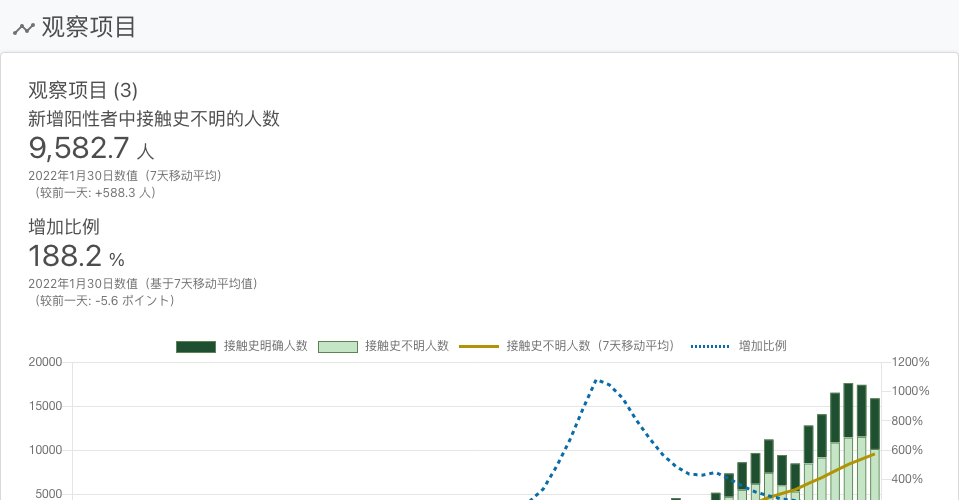 观察项目
观察项目 (3)
新增阳性者中接触史不明的人数
9,582.7 人
2022年1月30日数值（7天移动平均）
（较前一天: +588.3 人）
增加比例
188.2 %
2022年1月30日数值（基于7天移动平均值）
（较前一天: -5.6 ポイント）
接触史明确人数 接触史不明人数 接触史不明人数（7天移动平均） 增加比例
20000 1200%
1000%
15000
800%
10000 600%
400%
5000